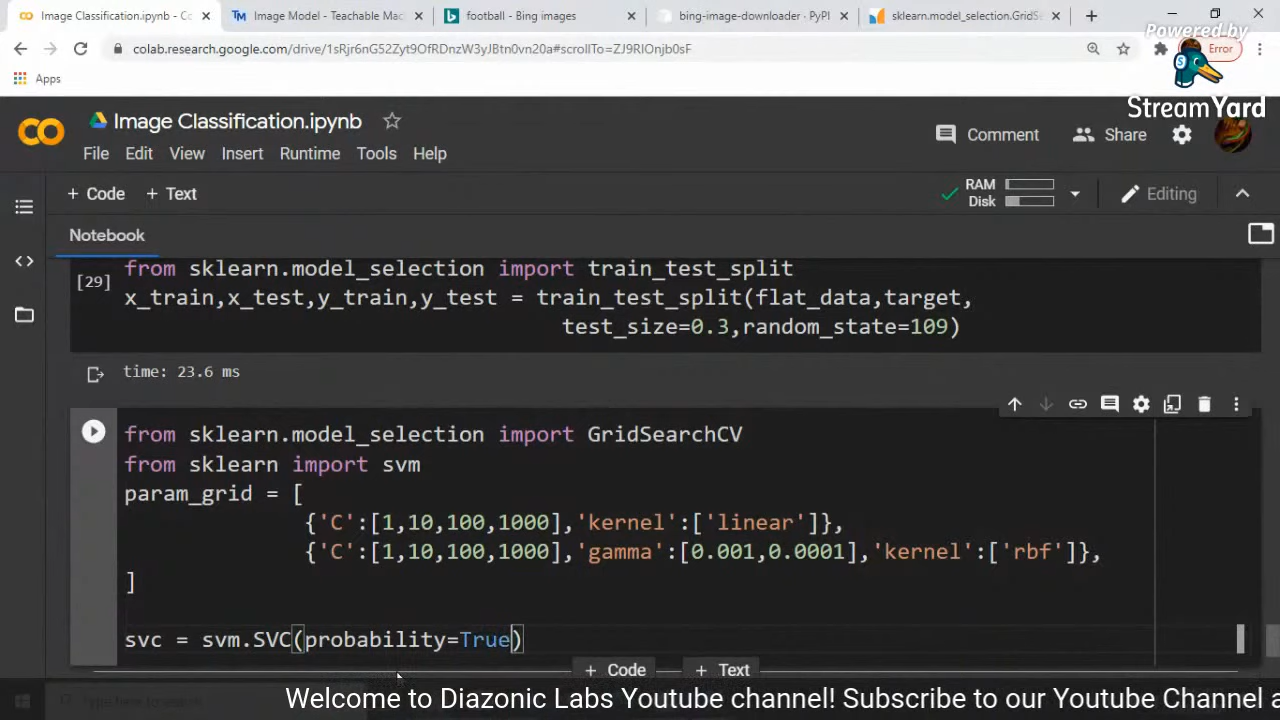 Image Classification.ipynb - Co
Image Model - Teachable Mac
football - Bing images
bing-image-downloader · PyPI
sklearn.model_selection.GridSe
colab.research.google.com/drive/1sRjr6nG52Zyt9OfRDnzW3yJBtn0vn20a#scrollTo=ZJ9RIOnjb0sF
Error
Powered by
StreamYard
Apps
Image Classification.ipynb
Comment
Share
File Edit View Insert Runtime Tools Help
+ Code + Text
RAM
Disk
Editing
Notebook
[29]
from sklearn.model_selection import train_test_split
x_train,x_test,y_train,y_test = train_test_split(flat_data,target,
test_size=0.3,random_state=109)
time: 23.6 ms
from sklearn.model_selection import GridSearchCV
from sklearn import svm
param_grid = [
{'C':[1,10,100,1000],'kernel':['linear']},
{'C':[1,10,100,1000],'gamma':[0.001,0.0001],'kernel':['rbf']},
]
svc = svm.SVC(probability=True)
+ Code + Text
Type here to search
Welcome to Diazonic Labs Youtube channel! Subscribe to our Youtube Channel a